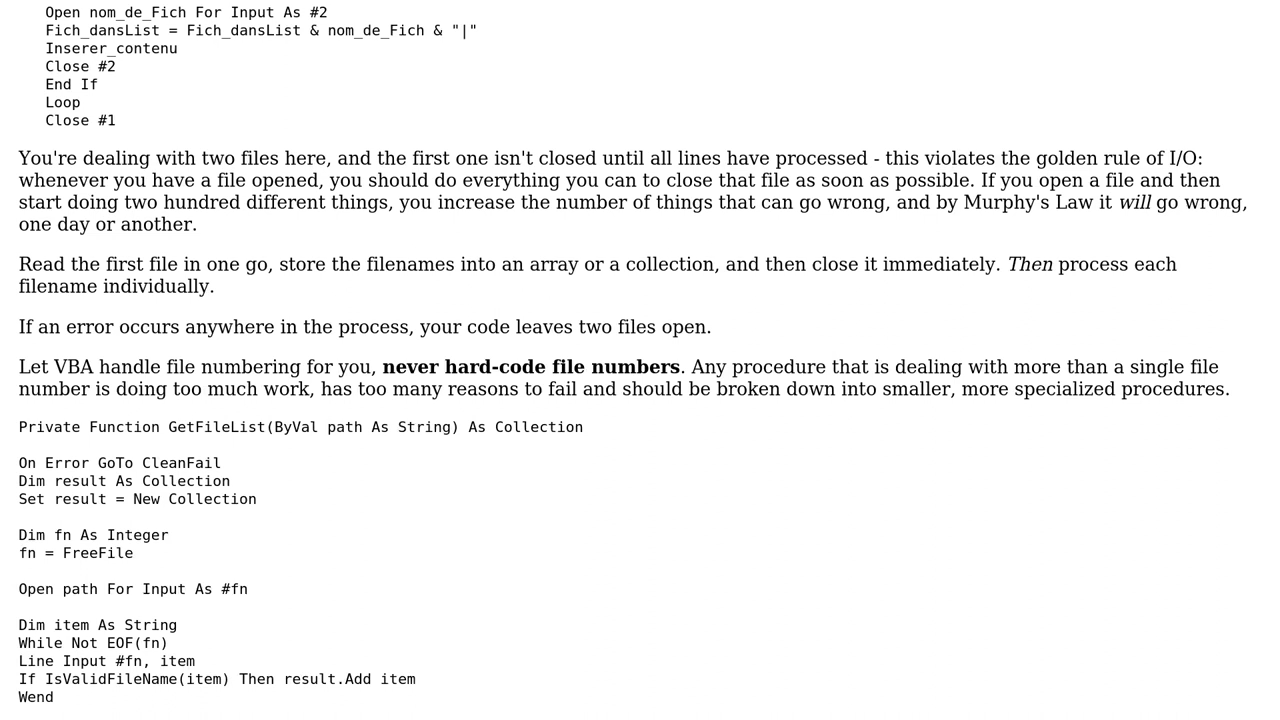 Open nom_de_Fich For Input As #2
Fich_dansList = Fich_dansList & nom_de_Fich & "|"
Inserer_contenu
Close #2
End If
Loop
Close #1
You're dealing with two files here, and the first one isn't closed until all lines have processed - this violates the golden rule of I/O:
whenever you have a file opened, you should do everything you can to close that file as soon as possible. If you open a file and then
start doing two hundred different things, you increase the number of things that can go wrong, and by Murphy's Law it will go wrong,
one day or another.
Read the first file in one go, store the filenames into an array or a collection, and then close it immediately. Then process each
filename individually.
If an error occurs anywhere in the process, your code leaves two files open.
Let VBA handle file numbering for you, never hard-code file numbers. Any procedure that is dealing with more than a single file
number is doing too much work, has too many reasons to fail and should be broken down into smaller, more specialized procedures.
Private Function GetFileList(ByVal path As String) As Collection
On Error GoTo CleanFail
Dim result As Collection
Set result = New Collection
Dim fn As Integer
fn = FreeFile
Open path For Input As #fn
Dim item As String
While Not EOF(fn)
Line Input #fn, item
If IsValidFileName(item) Then result.Add item
Wend